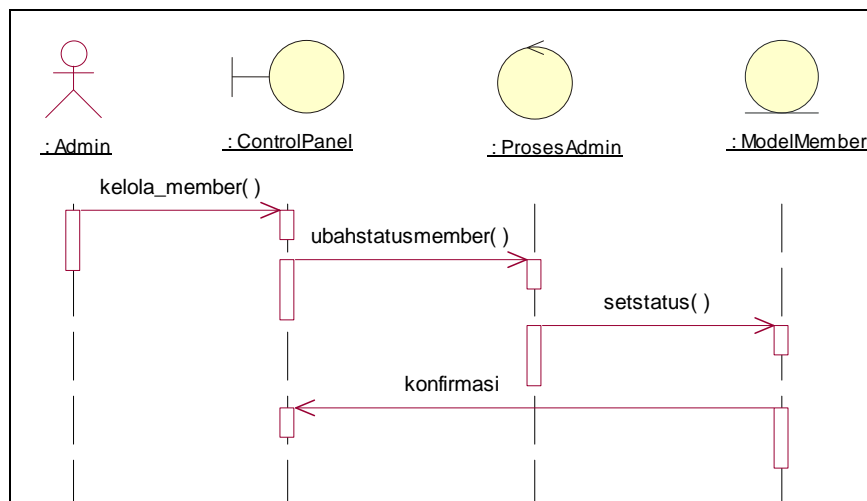 : Admin
: ControlPanel
: ProsesAdmin
: ModelMember
kelola_member( )
ubahstatusmember( )
setstatus( )
konfirmasi